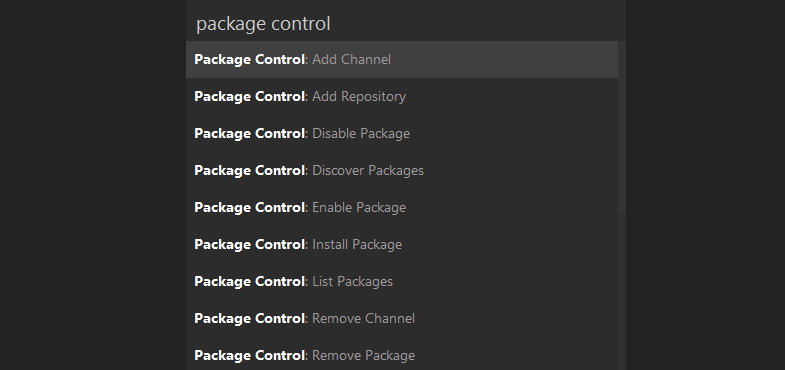 package control
Package Control: Add Channel
Package Control: Add Repository
Package Control: Disable Package
Package Control: Discover Packages
Package Control: Enable Package
Package Control: Install Package
Package Control: List Packages
Package Control: Remove Channel
Package Control: Remove Package